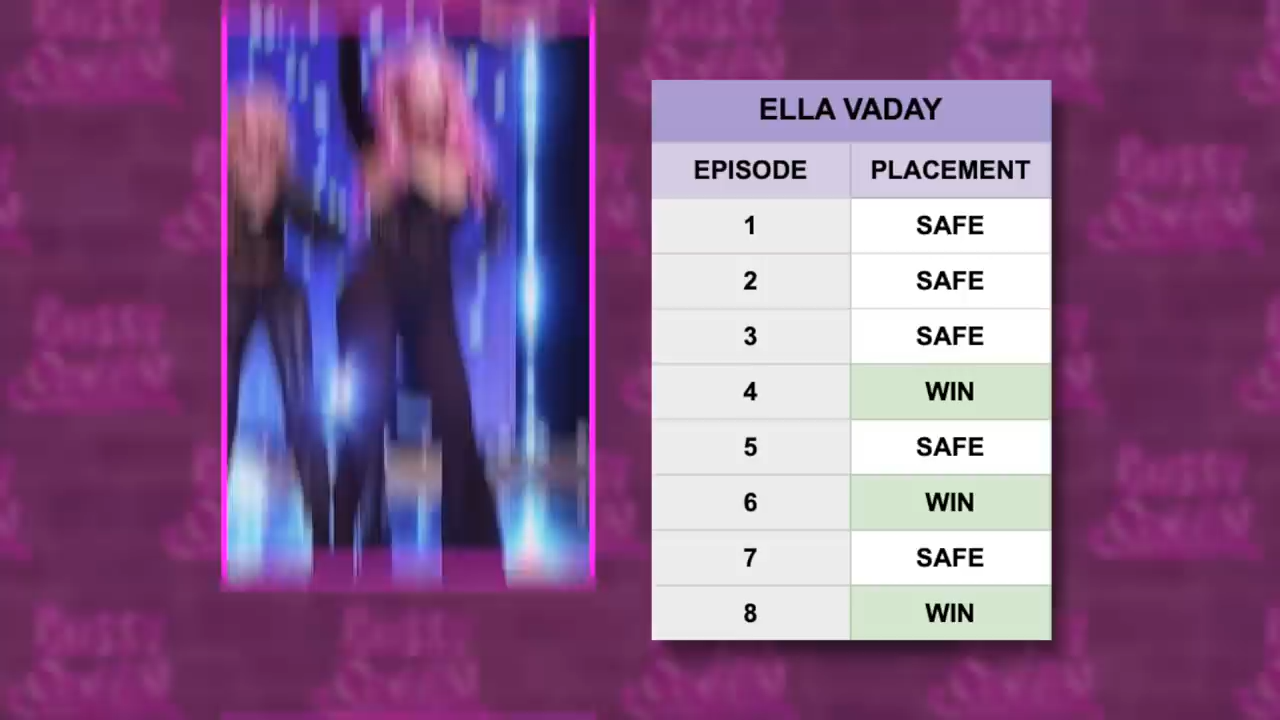 ELLA VADAY
EPISODE PLACEMENT
1 SAFE
2 SAFE
3 SAFE
4 WIN
5 SAFE
6 WIN
7 SAFE
8 WIN